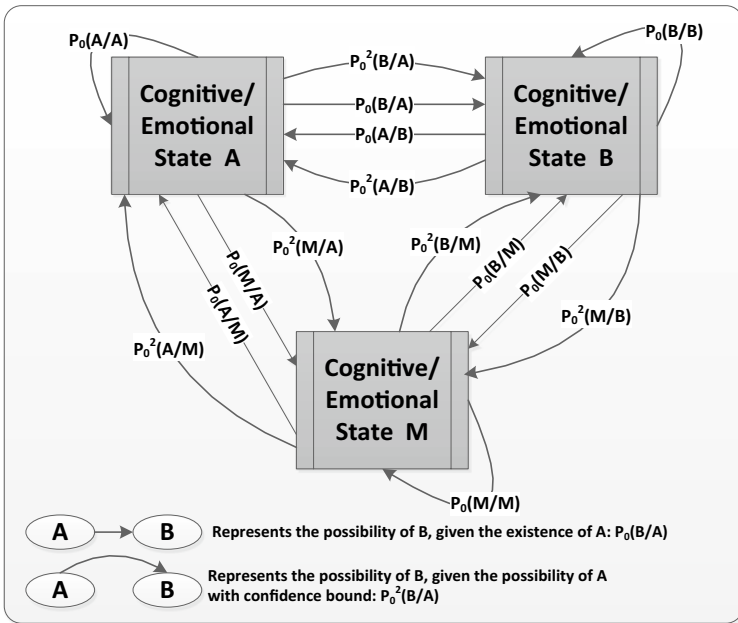 P₀(A/A)
P₀(B/B)
P₀²(B/A)
P₀(B/A)
P₀(A/B)
P₀²(A/B)
Cognitive/
Emotional
State A
Cognitive/
Emotional
State B
P₀²(M/A)
P₀²(B/M)
P₀(M/A)
P₀(A/M)
P₀(B/M)
P₀(M/B)
P₀²(A/M)
P₀²(M/B)
Cognitive/
Emotional
State M
P₀(M/M)
A B Represents the possibility of B, given the existence of A: P₀(B/A)
A B Represents the possibility of B, given the possibility of A
with confidence bound: P₀²(B/A)